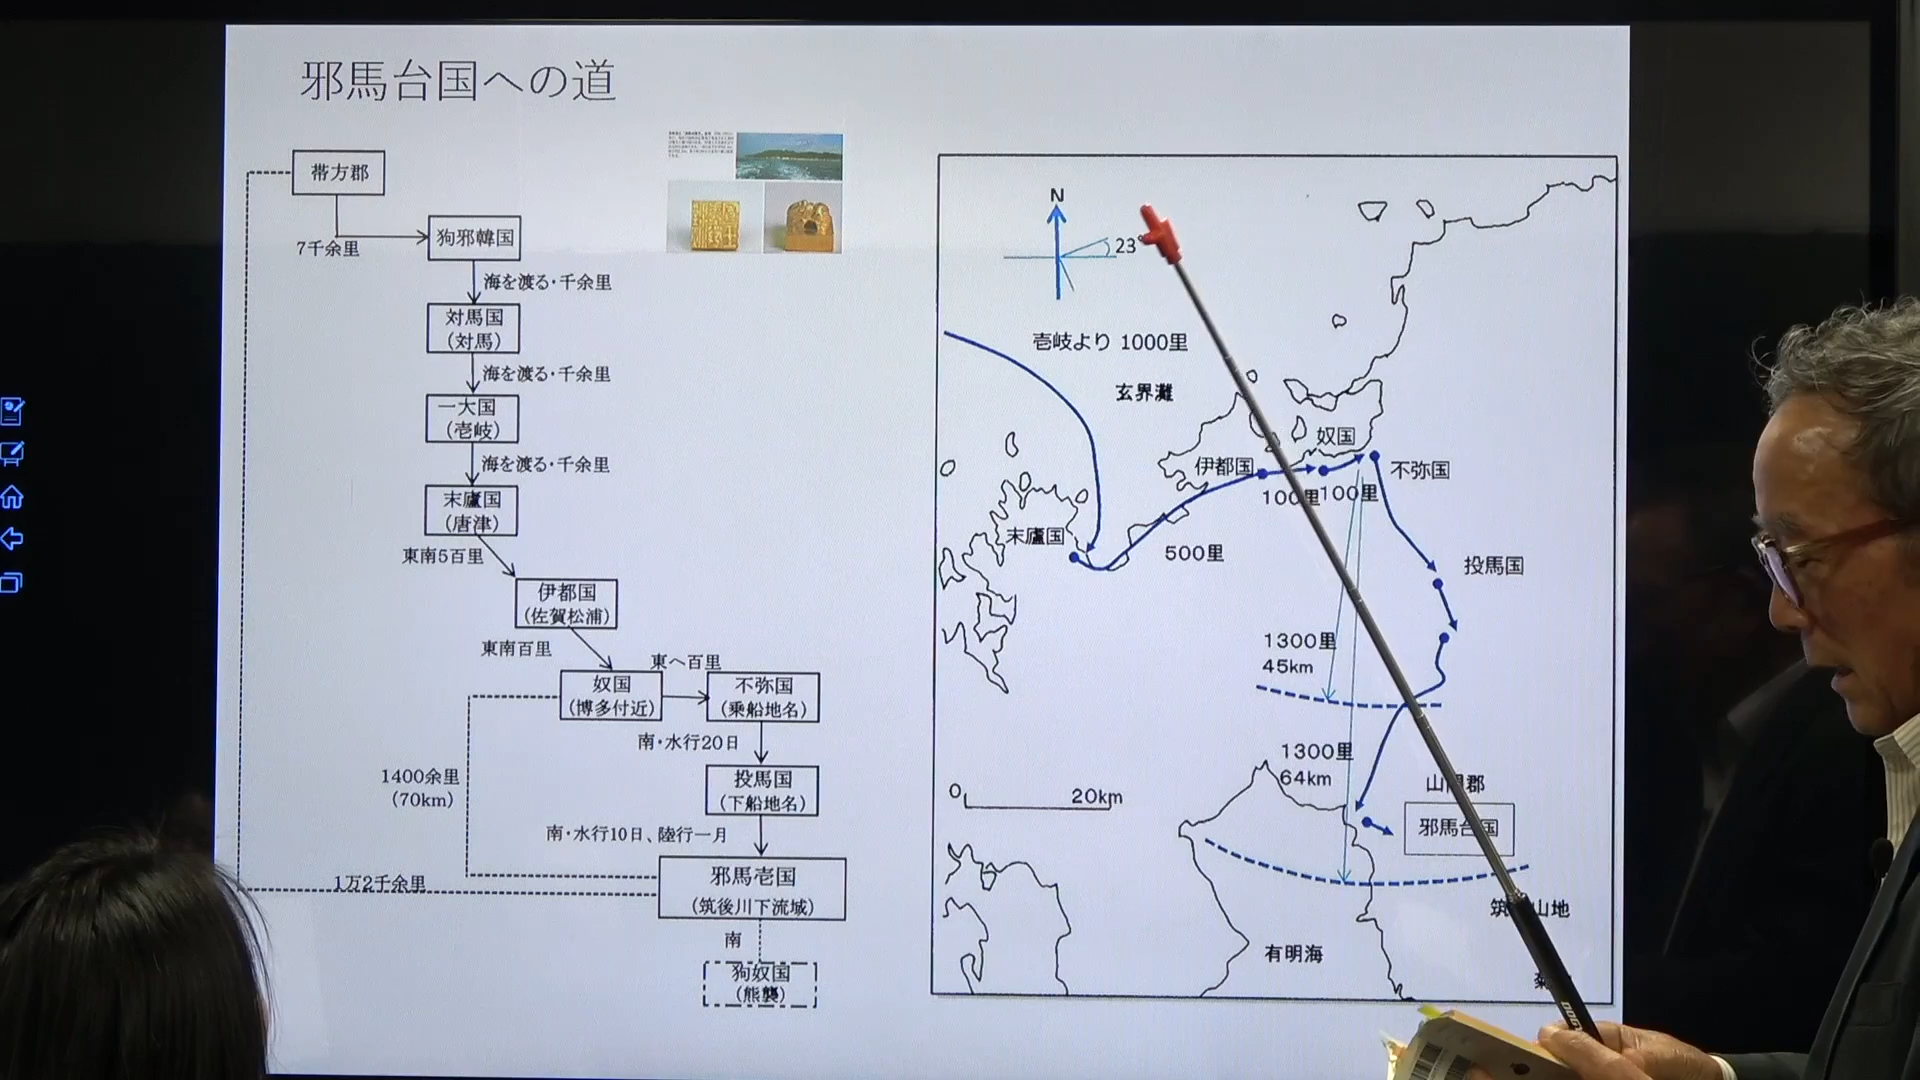 邪馬台国への道
帯方郡
7千余里
狗邪韓国
海を渡る・千余里
対馬国
(対馬)
海を渡る・千余里
一大国
(壱岐)
海を渡る・千余里
末廬国
(唐津)
東南5百里
伊都国
(佐賀松浦)
東南百里
奴国
(博多付近)
東へ百里
不弥国
(乗船地名)
南・水行20日
投馬国
(下船地名)
1400余里
(70km)
南・水行10日、陸行一月
邪馬壱国
(筑後川下流域)
1万2千余里
南
狗奴国
(熊襲)
N
23°
壱岐より 1000里
玄界灘
奴国
伊都国
不弥国
100里
100里
末廬国
500里
投馬国
1300里
45km
1300里
64km
0
20km
山門郡
邪馬台国
筑 山地
有明海